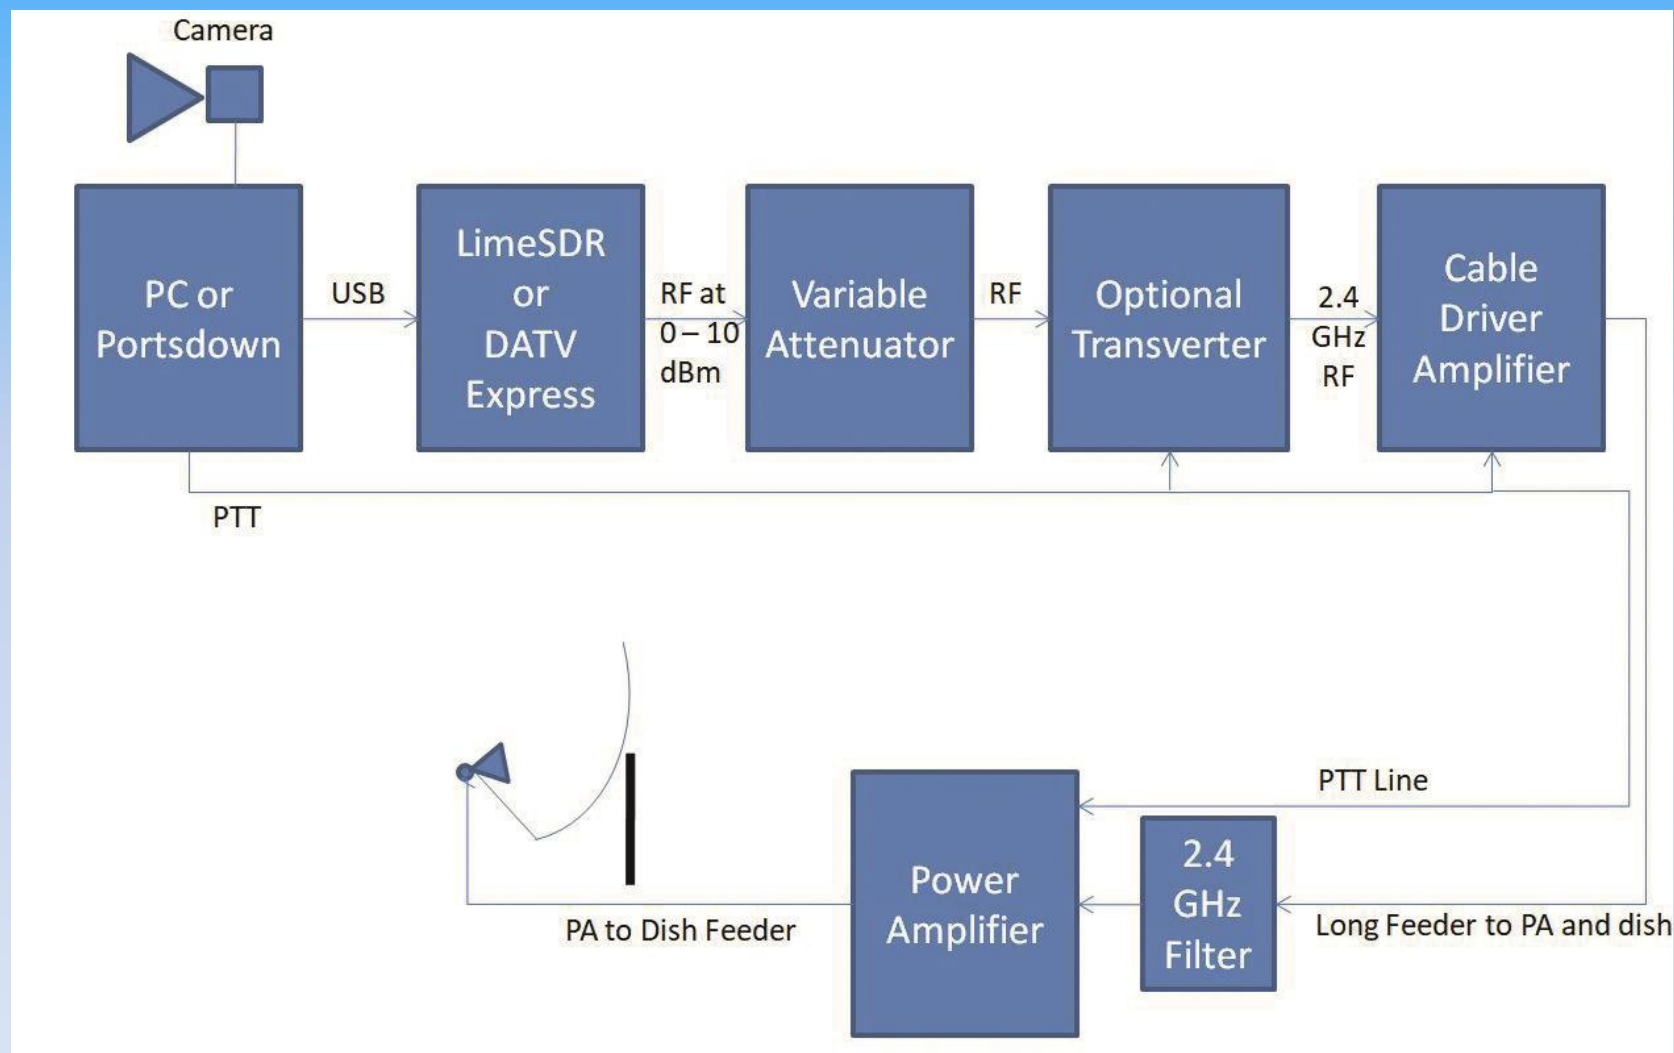 Camera
PC or
Portsdown
USB
LimeSDR
or
DATV
Express
RF at
0 – 10
dBm
Variable
Attenuator
RF
Optional
Transverter
2.4
GHz
RF
Cable
Driver
Amplifier
PTT
PTT Line
2.4
GHz
Filter
Long Feeder to PA and dish
Power
Amplifier
PA to Dish Feeder